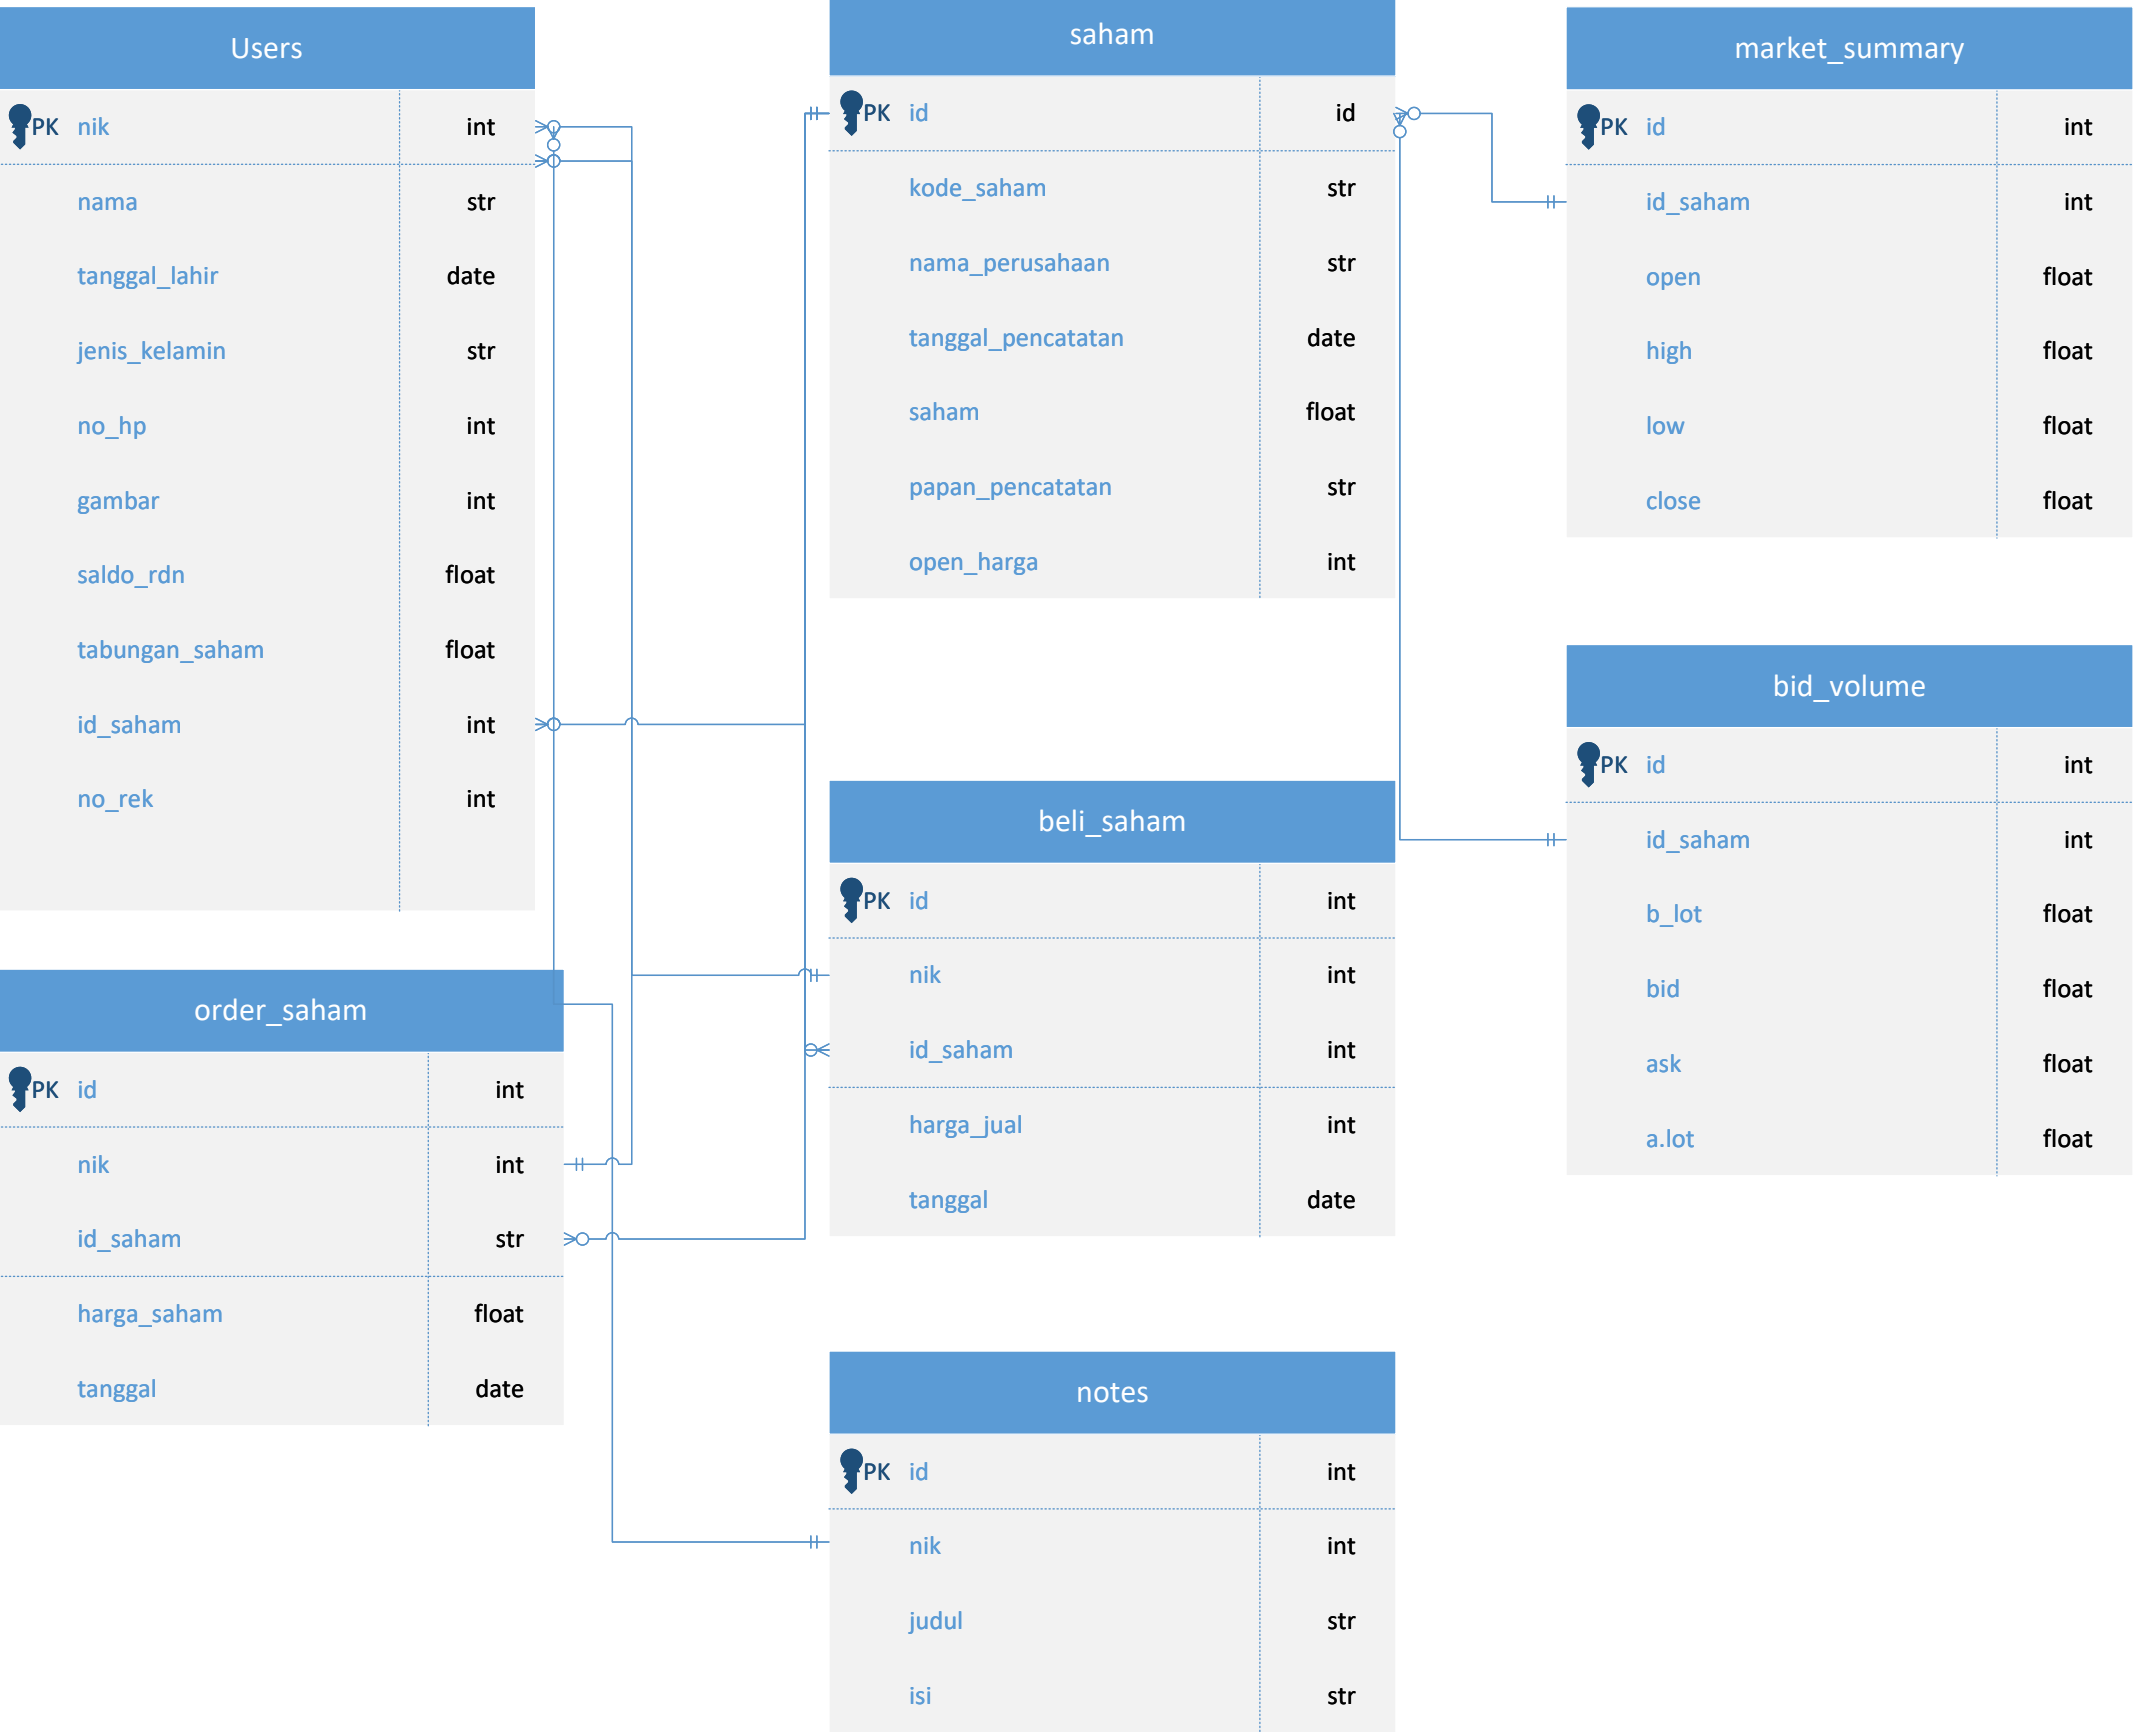 Users
PK nik int
nama str
tanggal_lahir date
jenis_kelamin str
no_hp int
gambar int
saldo_rdn float
tabungan_saham float
id_saham int
no_rek int
order_saham
PK id int
nik int
id_saham str
harga_saham float
tanggal date
saham
PK id id
kode_saham str
nama_perusahaan str
tanggal_pencatatan date
saham float
papan_pencatatan str
open_harga int
beli_saham
PK id int
nik int
id_saham int
harga_jual int
tanggal date
notes
PK id int
nik int
judul str
isi str
market_summary
PK id int
id_saham int
open float
high float
low float
close float
bid_volume
PK id int
id_saham int
b_lot float
bid float
ask float
a.lot float